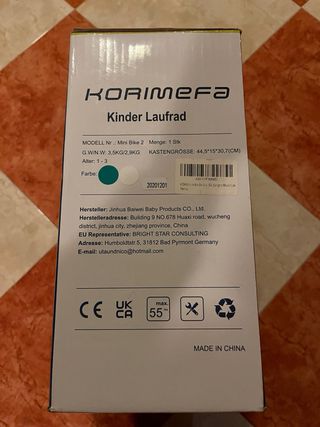 KORIMEFA
Kinder Laufrad
MODELL Nr .: Mini Bike 2 Menge: 1 Stk
G.W/N.W: 3,5KG/2,9KG KASTENGRÖSSE: 44,5*15*30,7(CM)
Alter: 1 - 3
Farbe:
20201201
Hersteller: Jinhua Baiwei Baby Products CO., Ltd.
Herstelleradresse: Building 9 NO.678 Huaxi road, wucheng
district, jinhua city, zhejiang province, China
EU Representative: BRIGHT STAR CONSULTING
Adresse: Humboldtstr 5, 31812 Bad Pyrmont Germany
E-mail: utaundnico@hotmail.com
CE
UK
CA
max.
55
MADE IN CHINA